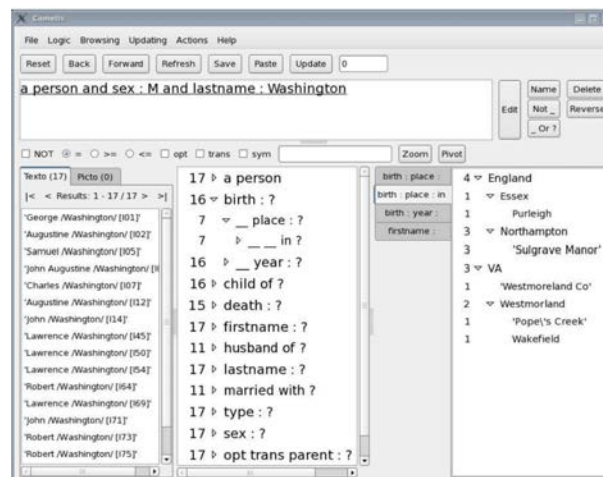 Camelis
File Logic Browsing Updating Actions Help
Reset Back Forward Refresh Save Paste Update 0
a person and sex : M and lastname : Washington
Edit
Name Delete
Not _ Reverse
_ Or ?
NOT = >= <= opt trans sym Zoom Pivot
Texto (17) Picto (0)
|< < Results: 1 - 17 / 17 > >|
'George /Washington/ [I01]'
'Augustine /Washington/ [I02]'
'Samuel /Washington/ [I05]'
'John Augustine /Washington/ [I
'Charles /Washington/ [I07]'
'Augustine /Washington/ [I12]'
'John /Washington/ [I14]'
'Lawrence /Washington/ [I45]'
'Lawrence /Washington/ [I50]'
'Lawrence /Washington/ [I54]'
'Robert /Washington/ [I64]'
'Lawrence /Washington/ [I69]'
'John /Washington/ [I71]'
'Robert /Washington/ [I73]'
'Robert /Washington/ [I75]'
17 a person
16 birth : ?
7 __ place : ?
7 __ __ in ?
16 __ year : ?
16 child of ?
15 death : ?
17 firstname : ?
11 husband of ?
17 lastname : ?
11 married with ?
17 type : ?
17 sex : ?
17 opt trans parent : ?
birth : place :
birth : place : in
birth : year :
firstname :
4 England
1 Essex
1 Purleigh
3 Northampton
3 'Sulgrave Manor'
3 VA
1 'Westmoreland Co'
2 Westmorland
1 'Pope\'s Creek'
1 Wakefield